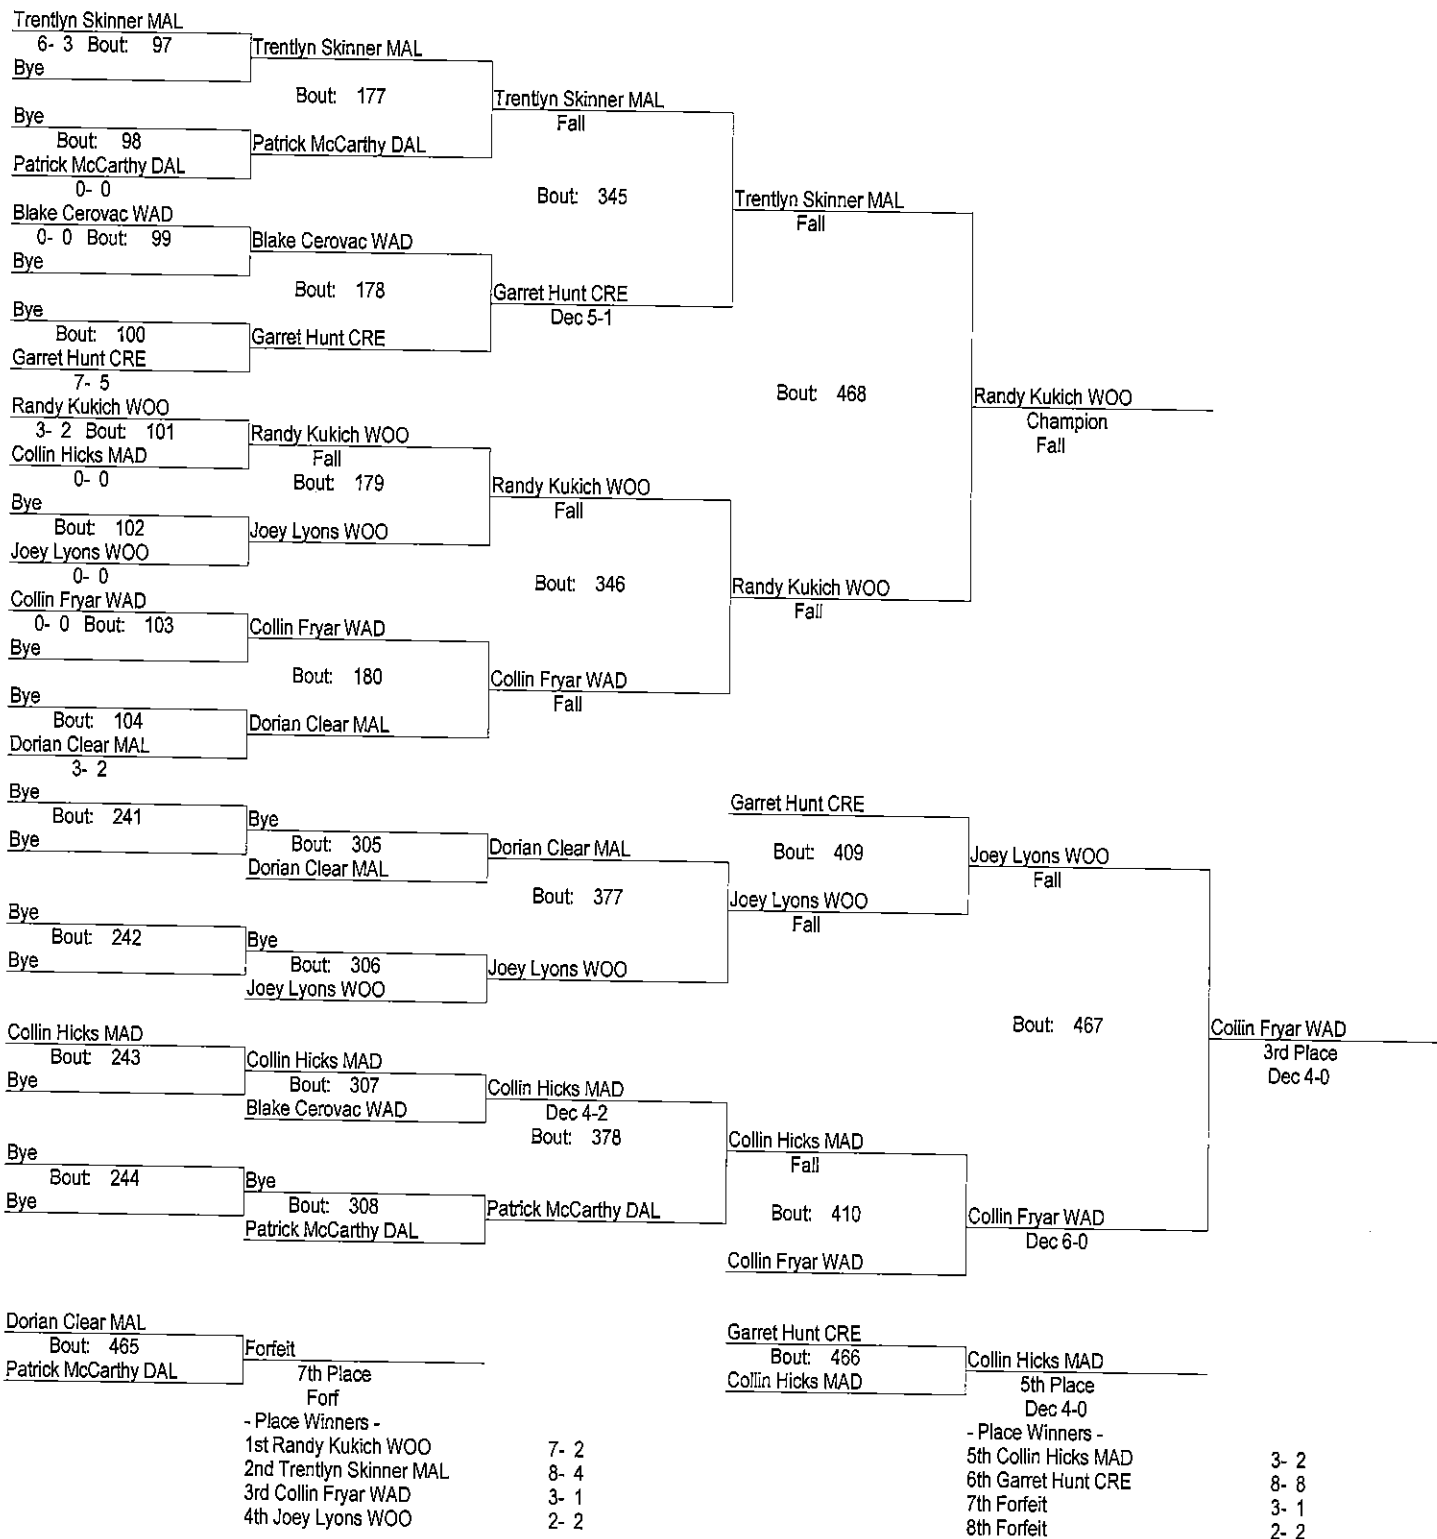 Trentlyn Skinner MAL
6- 3 Bout: 97
Bye
Trentlyn Skinner MAL
Bout: 177
Bye
Bout: 98
Patrick McCarthy DAL
0- 0
Patrick McCarthy DAL
Trentlyn Skinner MAL
Fall
Bout: 345
Blake Cerovac WAD
0- 0 Bout: 99
Bye
Blake Cerovac WAD
Bout: 178
Bye
Bout: 100
Garret Hunt CRE
7- 5
Garret Hunt CRE
Garret Hunt CRE
Dec 5-1
Trentlyn Skinner MAL
Fall
Bout: 468
Randy Kukich WOO
Champion
Fall
Randy Kukich WOO
3- 2 Bout: 101
Collin Hicks MAD
0- 0
Randy Kukich WOO
Fall
Bout: 179
Bye
Bout: 102
Joey Lyons WOO
0- 0
Joey Lyons WOO
Randy Kukich WOO
Fall
Bout: 346
Randy Kukich WOO
Fall
Collin Fryar WAD
0- 0 Bout: 103
Bye
Collin Fryar WAD
Bout: 180
Bye
Bout: 104
Dorian Clear MAL
3- 2
Dorian Clear MAL
Collin Fryar WAD
Fall
Bye
Bout: 241
Bye
Bye
Bout: 305
Dorian Clear MAL
Dorian Clear MAL
Bout: 377
Bye
Bout: 242
Bye
Bye
Bout: 306
Joey Lyons WOO
Joey Lyons WOO
Garret Hunt CRE
Bout: 409
Joey Lyons WOO
Fall
Joey Lyons WOO
Fall
Bout: 467
Collin Fryar WAD
3rd Place
Dec 4-0
Collin Hicks MAD
Bout: 243
Bye
Collin Hicks MAD
Bout: 307
Blake Cerovac WAD
Collin Hicks MAD
Dec 4-2
Bout: 378
Bye
Bout: 244
Bye
Bye
Bout: 308
Patrick McCarthy DAL
Patrick McCarthy DAL
Collin Hicks MAD
Fall
Bout: 410
Collin Fryar WAD
Collin Fryar WAD
Dec 6-0
Dorian Clear MAL
Bout: 465
Patrick McCarthy DAL
Forfeit
7th Place
Forf
Garret Hunt CRE
Bout: 466
Collin Hicks MAD
Collin Hicks MAD
5th Place
Dec 4-0
- Place Winners -
1st Randy Kukich WOO 7- 2
2nd Trentlyn Skinner MAL 8- 4
3rd Collin Fryar WAD 3- 1
4th Joey Lyons WOO 2- 2
- Place Winners -
5th Collin Hicks MAD 3- 2
6th Garret Hunt CRE 8- 8
7th Forfeit 3- 1
8th Forfeit 2- 2